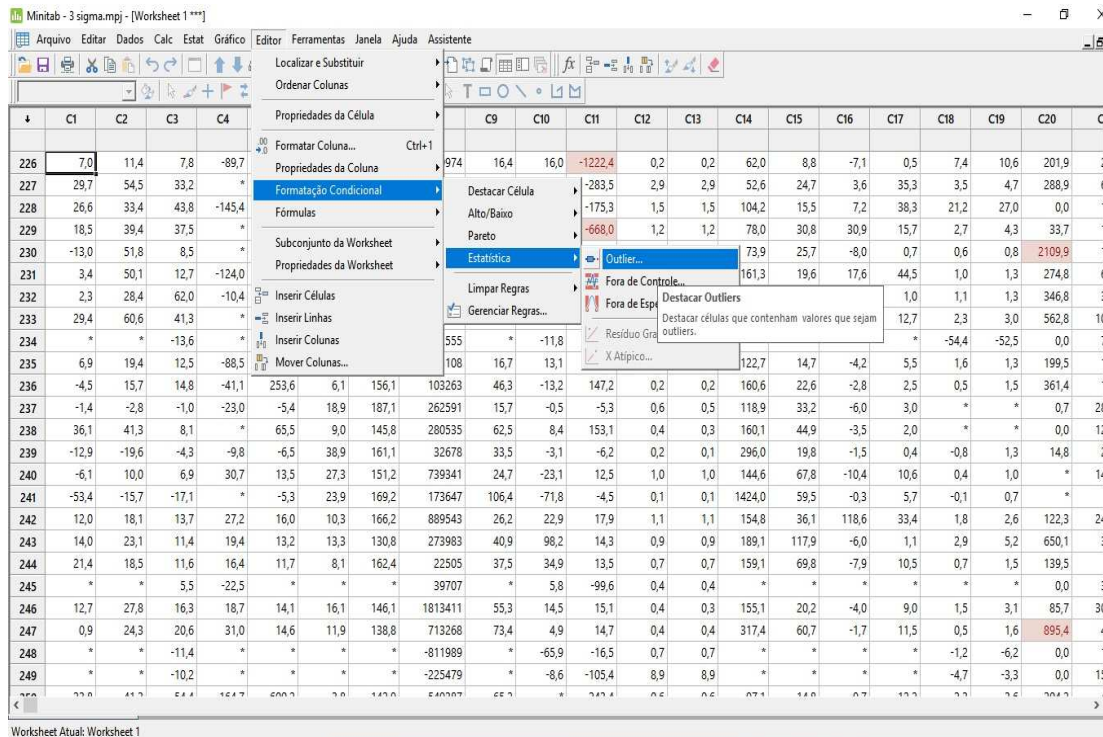 Minitab - 3 sigma.mpj - [Worksheet 1 ***]
Arquivo Editar Dados Calc Estat Gráfico Editor Ferramentas Janela Ajuda Assistente
Localizar e Substituir
Ordenar Colunas
Propriedades da Célula
Formatar Coluna... Ctrl+1
Propriedades da Coluna
Formatação Condicional
Fórmulas
Subconjunto da Worksheet
Propriedades da Worksheet
Inserir Células
Inserir Linhas
Inserir Colunas
Mover Colunas...
Destacar Célula
Alto/Baixo
Pareto
Estatística
Limpar Regras
Gerenciar Regras...
Outlier...
Fora de Controle...
Fora de Espe
Resíduo Gra
X Atípico...
Destacar Outliers
Destacar células que contenham valores que sejam
outliers.
C1 C2 C3 C4 C9 C10 C11 C12 C13 C14 C15 C16 C17 C18 C19 C20
226 7,0 11,4 7,8 -89,7 974 16,4 16,0 -1222,4 0,2 0,2 62,0 8,8 -7,1 0,5 7,4 10,6 201,9
227 29,7 54,5 33,2 * -283,5 2,9 2,9 52,6 24,7 3,6 35,3 3,5 4,7 288,9
228 26,6 33,4 43,8 -145,4 -175,3 1,5 1,5 104,2 15,5 7,2 38,3 21,2 27,0 0,0
229 18,5 39,4 37,5 * -668,0 1,2 1,2 78,0 30,8 30,9 15,7 2,7 4,3 33,7
230 -13,0 51,8 8,5 * 73,9 25,7 -8,0 0,7 0,6 0,8 2109,9
231 3,4 50,1 12,7 -124,0 161,3 19,6 17,6 44,5 1,0 1,3 274,8
232 2,3 28,4 62,0 -10,4 1,0 1,1 1,3 346,8
233 29,4 60,6 41,3 * 12,7 2,3 3,0 562,8
234 * * -13,6 * 555 * -11,8 * -54,4 -52,5 0,0
235 6,9 19,4 12,5 -88,5 108 16,7 13,1 122,7 14,7 -4,2 5,5 1,6 1,3 199,5
236 -4,5 15,7 14,8 -41,1 253,6 6,1 156,1 103263 46,3 -13,2 147,2 0,2 0,2 160,6 22,6 -2,8 2,5 0,5 1,5 361,4
237 -1,4 -2,8 -1,0 -23,0 -5,4 18,9 187,1 262591 15,7 -0,5 -5,3 0,6 0,5 118,9 33,2 -6,0 3,0 * * 0,7
238 36,1 41,3 8,1 * 65,5 9,0 145,8 280535 62,5 8,4 153,1 0,4 0,3 160,1 44,9 -3,5 2,0 * * 0,0
239 -12,9 -19,6 -4,3 -9,8 -6,5 38,9 161,1 32678 33,5 -3,1 -6,2 0,2 0,1 296,0 19,8 -1,5 0,4 -0,8 1,3 14,8
240 -6,1 10,0 6,9 30,7 13,5 27,3 151,2 739341 24,7 -23,1 12,5 1,0 1,0 144,6 67,8 -10,4 10,6 0,4 1,0 *
241 -53,4 -15,7 -17,1 * -5,3 23,9 169,2 173647 106,4 -71,8 -4,5 0,1 0,1 1424,0 59,5 -0,3 5,7 -0,1 0,7 *
242 12,0 18,1 13,7 27,2 16,0 10,3 166,2 889543 26,2 22,9 17,9 1,1 1,1 154,8 36,1 118,6 33,4 1,8 2,6 122,3
243 14,0 23,1 11,4 19,4 13,2 13,3 130,8 273983 40,9 98,2 14,3 0,9 0,9 189,1 117,9 -6,0 1,1 2,9 5,2 650,1
244 21,4 18,5 11,6 16,4 11,7 8,1 162,4 22505 37,5 34,9 13,5 0,7 0,7 159,1 69,8 -7,9 10,5 0,7 1,5 139,5
245 * * 5,5 -22,5 * * * 39707 * 5,8 -99,6 0,4 0,4 * * * * * * 0,0
246 12,7 27,8 16,3 18,7 14,1 16,1 146,1 1813411 55,3 14,5 15,1 0,4 0,3 155,1 20,2 -4,0 9,0 1,5 3,1 85,7
247 0,9 24,3 20,6 31,0 14,6 11,9 138,8 713268 73,4 4,9 14,7 0,4 0,4 317,4 60,7 -1,7 11,5 0,5 1,6 895,4
248 * * -11,4 * * * * -811989 * -65,9 -16,5 0,7 0,7 * * * * -1,2 -6,2 0,0
249 * * -10,2 * * * * -225479 * -8,6 -105,4 8,9 8,9 * * * * -4,7 -3,3 0,0
Worksheet Atual: Worksheet 1